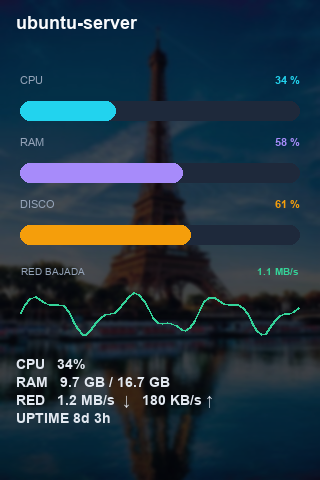 ubuntu-server
CPU 34 %
RAM 58 %
DISCO 61 %
RED BAJADA 1.1 MB/s
CPU 34%
RAM 9.7 GB / 16.7 GB
RED 1.2 MB/s ↓ 180 KB/s ↑
UPTIME 8d 3h